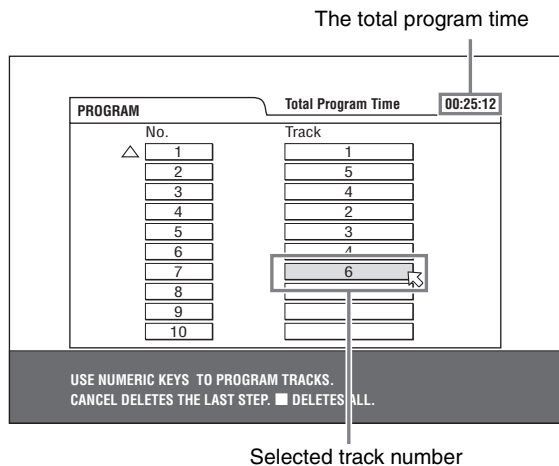 The total program time
PROGRAM Total Program Time 00:25:12
No. Track
1 1
2 5
3 4
4 2
5 3
6 4
7 6
8
9
10
USE NUMERIC KEYS TO PROGRAM TRACKS.
CANCEL DELETES THE LAST STEP. ■ DELETES ALL.
Selected track number